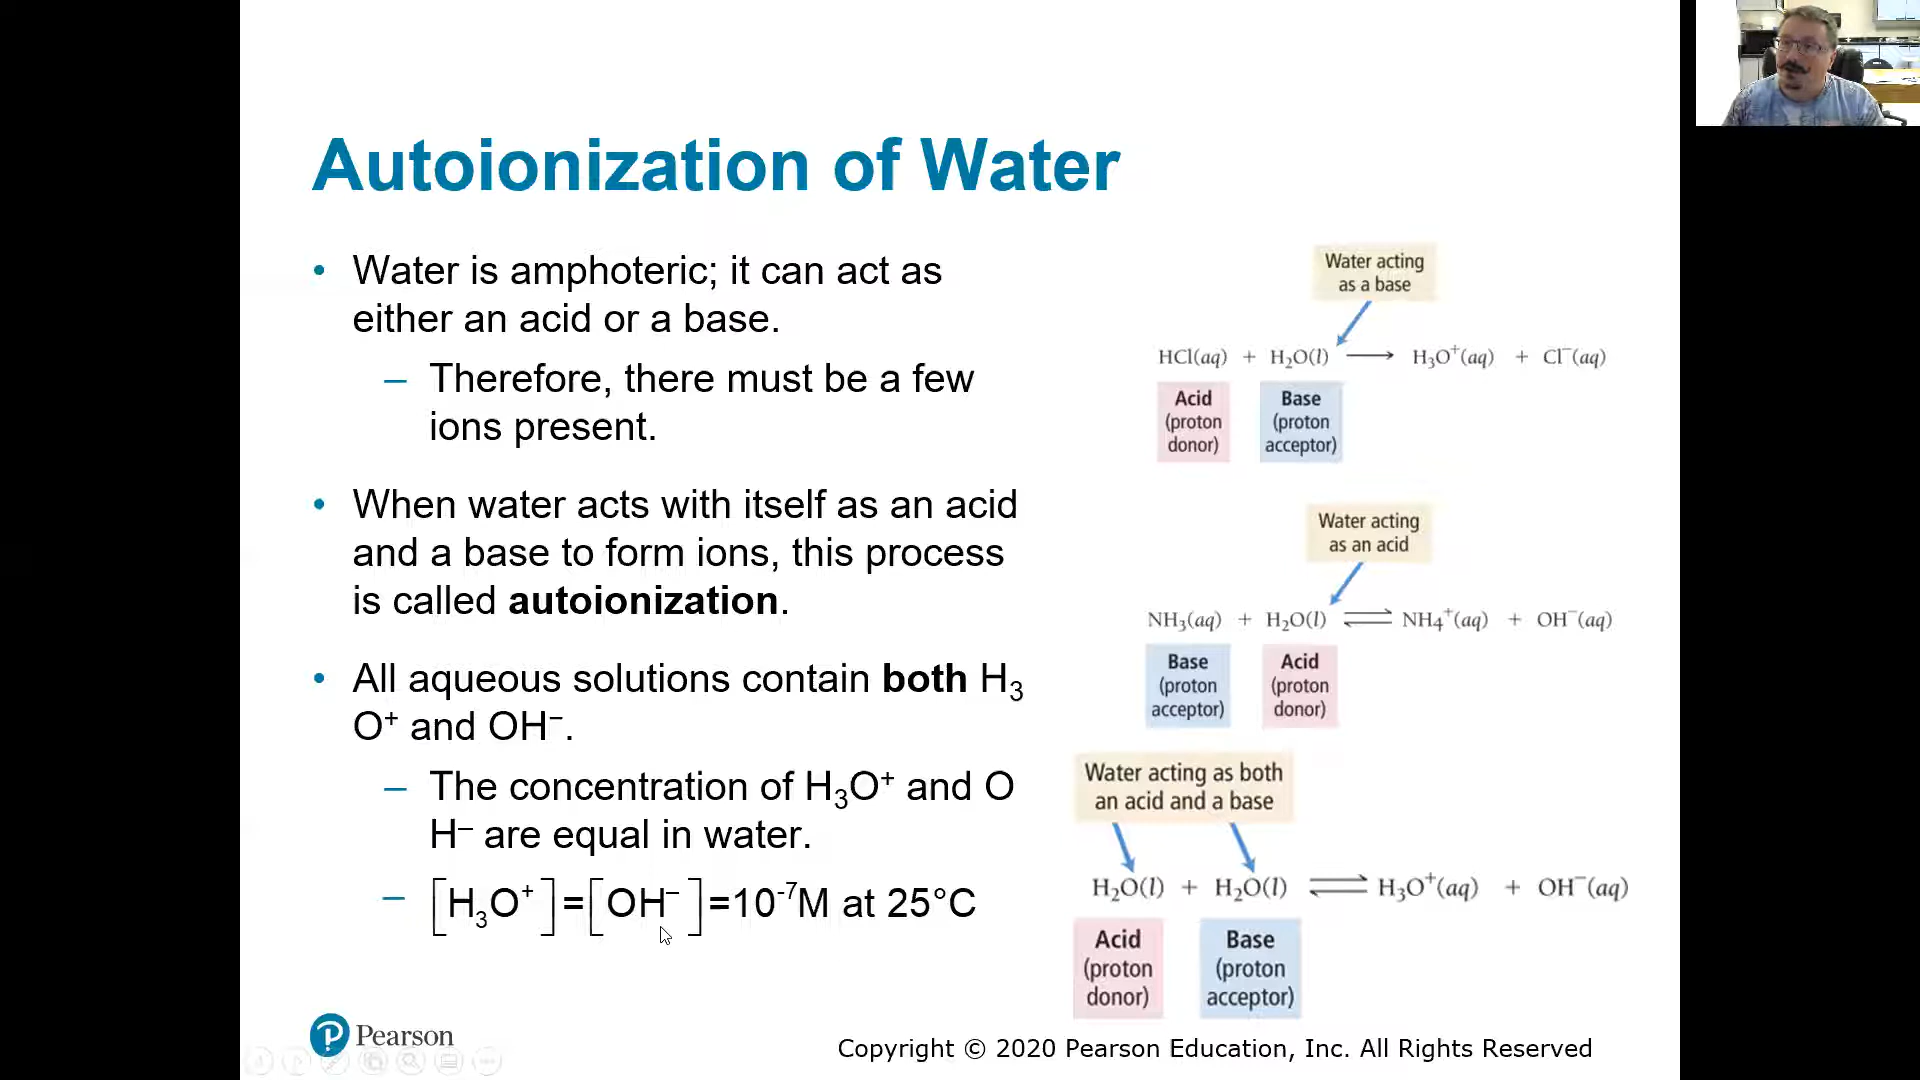 Autoionization of Water
• Water is amphoteric; it can act as
either an acid or a base.
– Therefore, there must be a few
ions present.
• When water acts with itself as an acid
and a base to form ions, this process
is called autoionization.
• All aqueous solutions contain both H₃
O⁺ and OH⁻.
– The concentration of H₃O⁺ and O
H⁻ are equal in water.
– [H₃O⁺]=[OH⁻]=10⁻⁷M at 25°C
Water acting
as a base
HCl(aq) + H₂O(l) ⟶ H₃O⁺(aq) + Cl⁻(aq)
Acid
(proton
donor)
Base
(proton
acceptor)
Water acting
as an acid
NH₃(aq) + H₂O(l) ⇌ NH₄⁺(aq) + OH⁻(aq)
Base
(proton
acceptor)
Acid
(proton
donor)
Water acting as both
an acid and a base
H₂O(l) + H₂O(l) ⇌ H₃O⁺(aq) + OH⁻(aq)
Acid
(proton
donor)
Base
(proton
acceptor)
P Pearson
Copyright © 2020 Pearson Education, Inc. All Rights Reserved